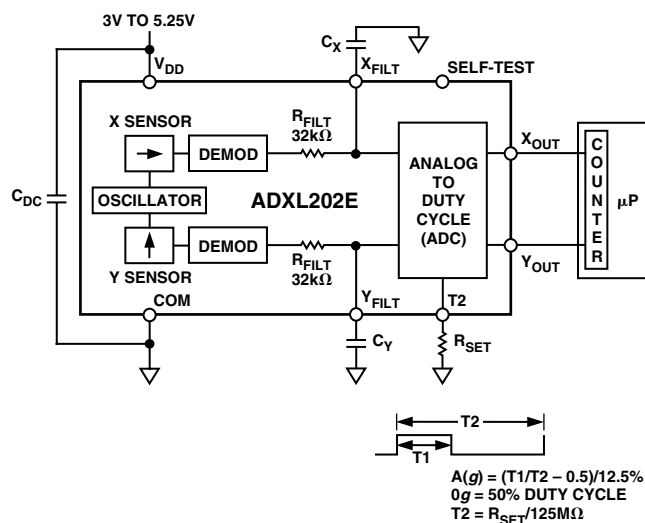 3V TO 5.25V
V_DD
C_X
X_FILT
SELF-TEST
X SENSOR
R_FILT
32kΩ
DEMOD
X_OUT
C_DC
OSCILLATOR
ADXL202E
ANALOG
TO
DUTY
CYCLE
(ADC)
COUNTER
µP
DEMOD
Y SENSOR
R_FILT
32kΩ
Y_OUT
COM
Y_FILT
T2
C_Y
R_SET
T2
T1
A(g) = (T1/T2 – 0.5)/12.5%
0g = 50% DUTY CYCLE
T2 = R_SET/125MΩ